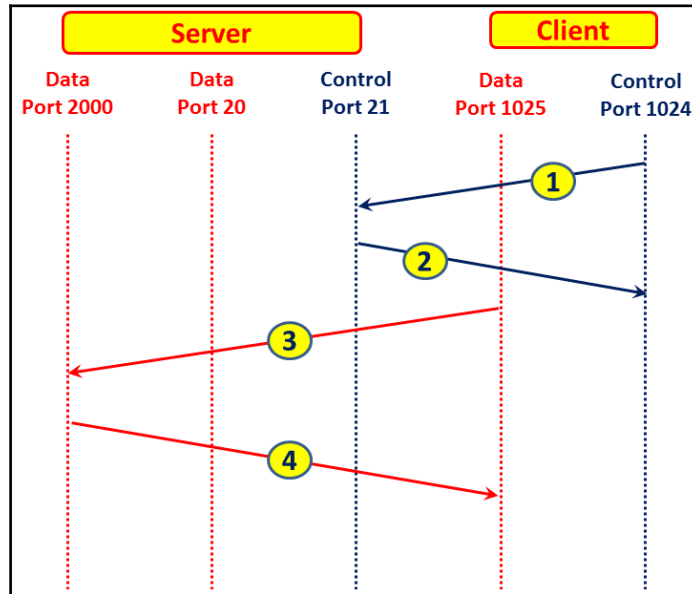 Server
Client
Data
Port 2000
Data
Port 20
Control
Port 21
Data
Port 1025
Control
Port 1024
1
2
3
4